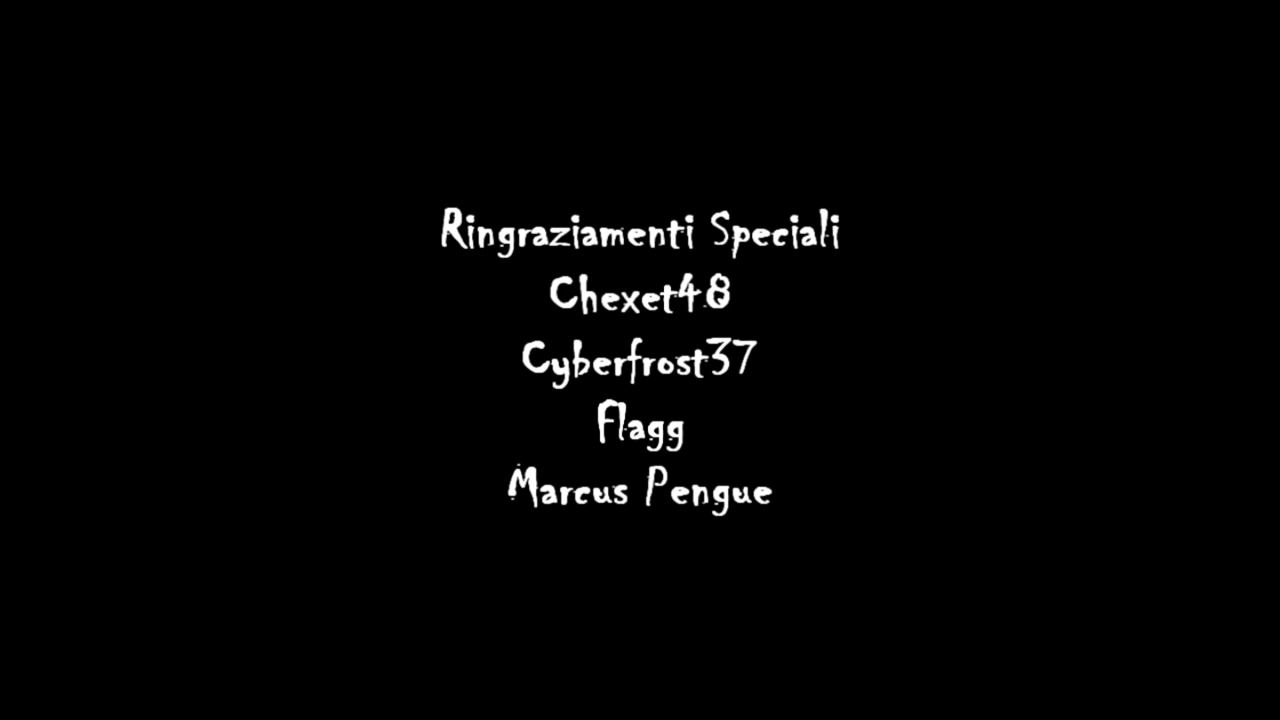 Ringraziamenti Speciali
Chexet48
Cyberfrost37
Flagg
Marcus Pengue